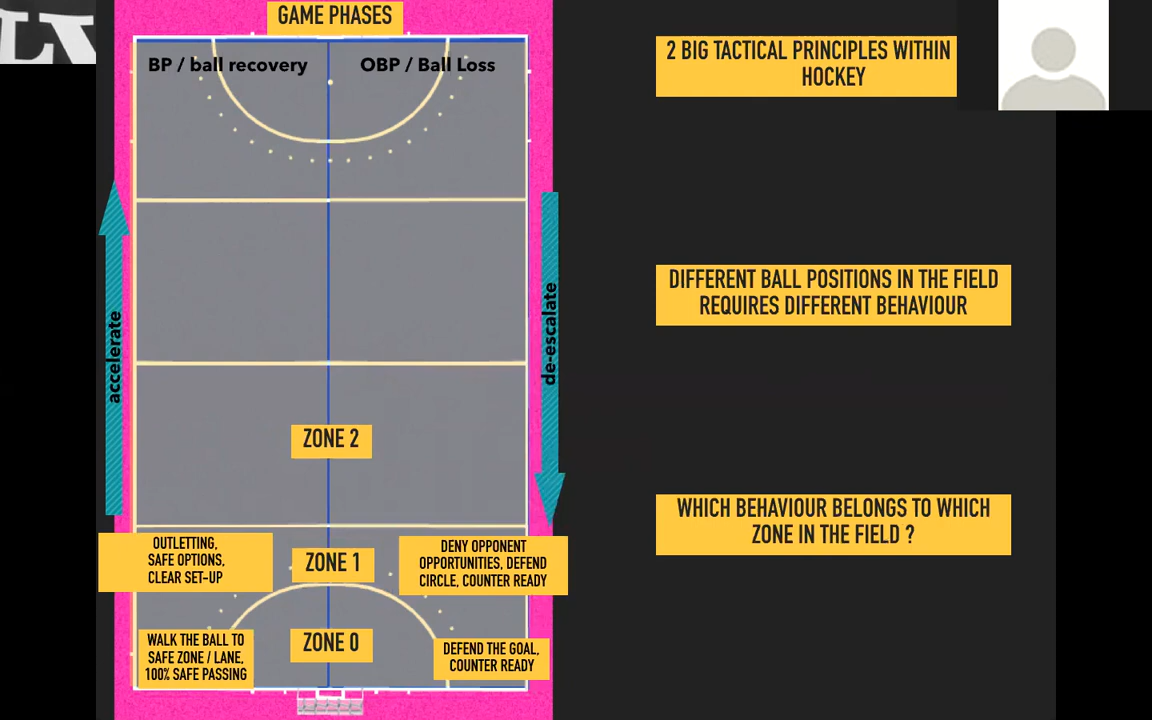 LV
GAME PHASES
BP / ball recovery
OBP / Ball Loss
accelerate
de-escalate
ZONE 2
OUTLETTING,
SAFE OPTIONS,
CLEAR SET-UP
ZONE 1
DENY OPPONENT
OPPORTUNITIES, DEFEND
CIRCLE, COUNTER READY
WALK THE BALL TO
SAFE ZONE / LANE,
100% SAFE PASSING
ZONE 0
DEFEND THE GOAL,
COUNTER READY
2 BIG TACTICAL PRINCIPLES WITHIN
HOCKEY
DIFFERENT BALL POSITIONS IN THE FIELD
REQUIRES DIFFERENT BEHAVIOUR
WHICH BEHAVIOUR BELONGS TO WHICH
ZONE IN THE FIELD ?